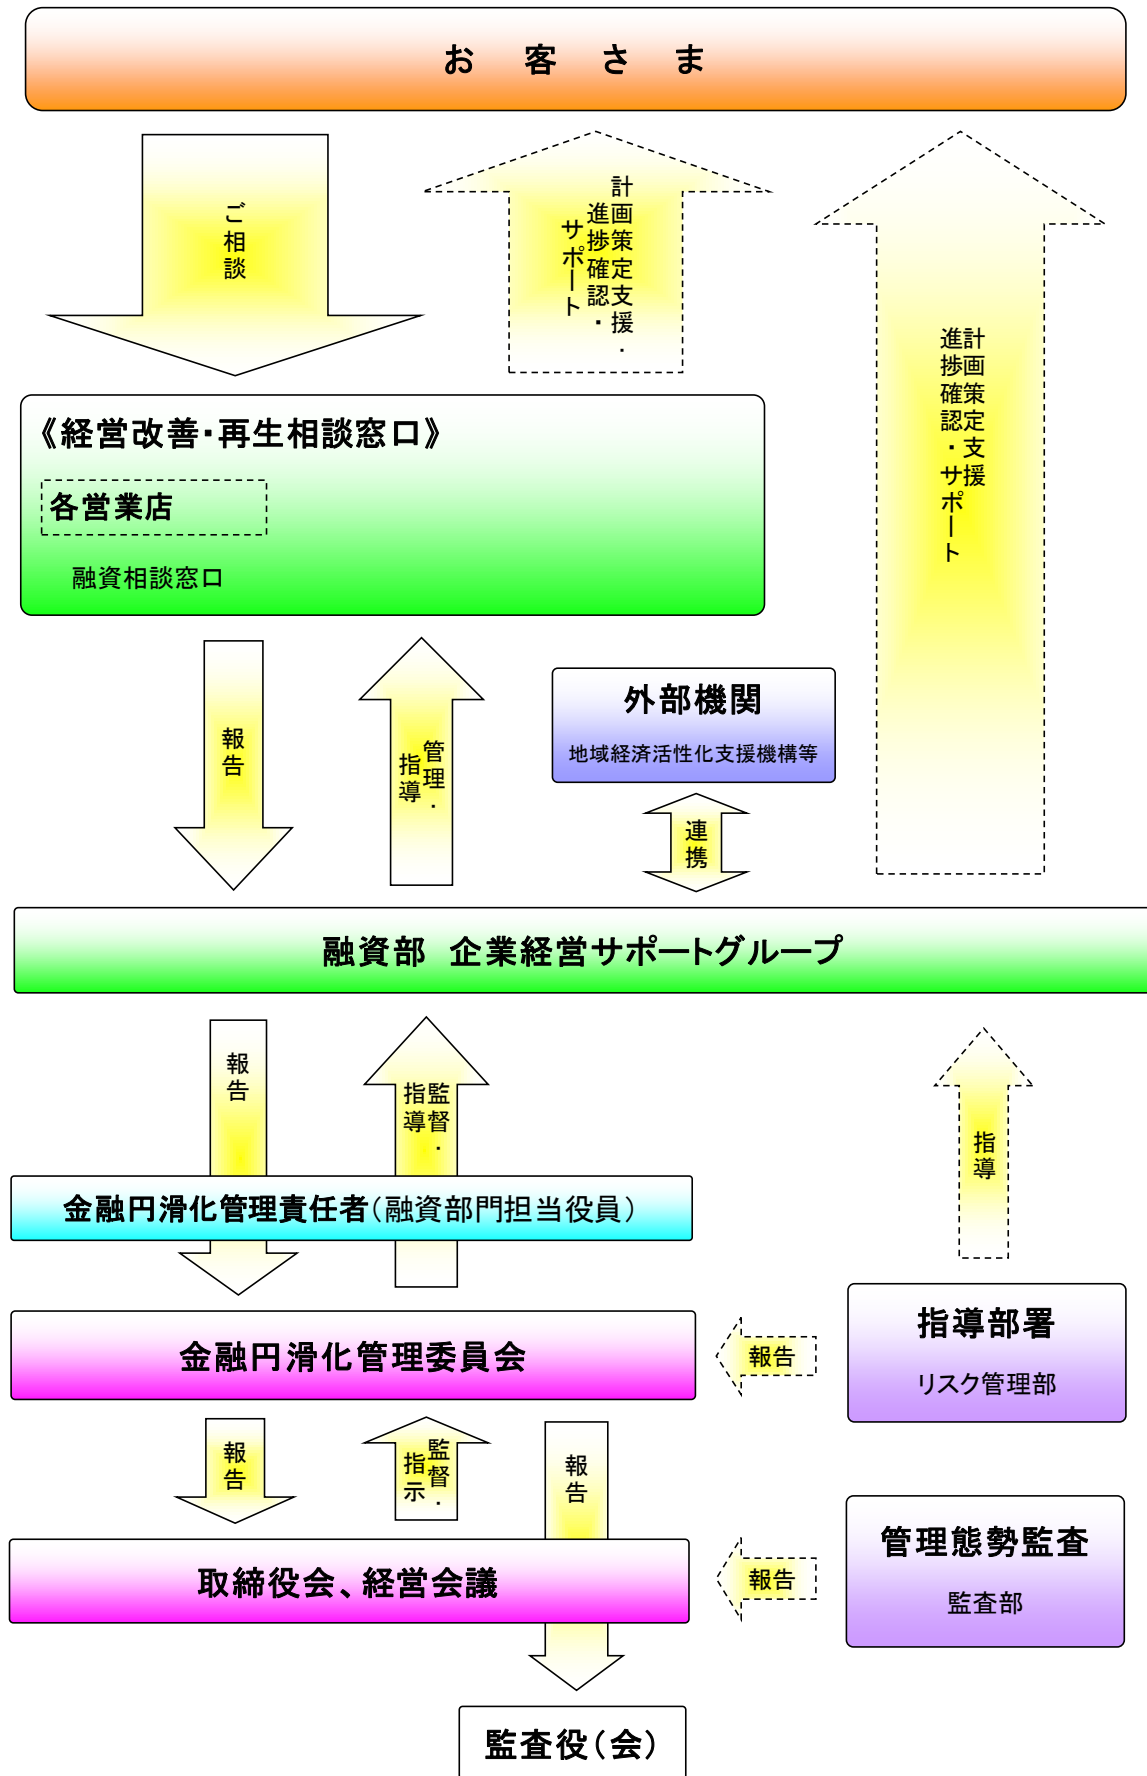 お 客 さ ま
ご相談
計画策定支援・
進捗確認・
サポート
計画策定支援
進捗確認・サポート
《経営改善・再生相談窓口》
各営業店
融資相談窓口
報告
管理・
指導
外部機関
地域経済活性化支援機構等
連携
融資部 企業経営サポートグループ
報告
監督・
指導
指導
金融円滑化管理責任者(融資部門担当役員)
金融円滑化管理委員会
報告
指導部署
リスク管理部
報告
監督・
指示
報告
取締役会、経営会議
報告
管理態勢監査
監査部
監査役(会)